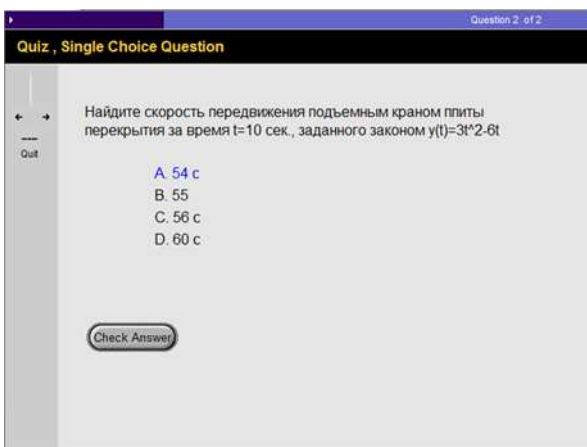 Question 2 of 2
Quiz , Single Choice Question
Найдите скорость передвижения подъемным краном ппиты
перекрытия за время t=10 сек., заданного законом y(t)=3t^2-6t
Quit
A. 54 c
B. 55
C. 56 c
D. 60 c
Check Answer